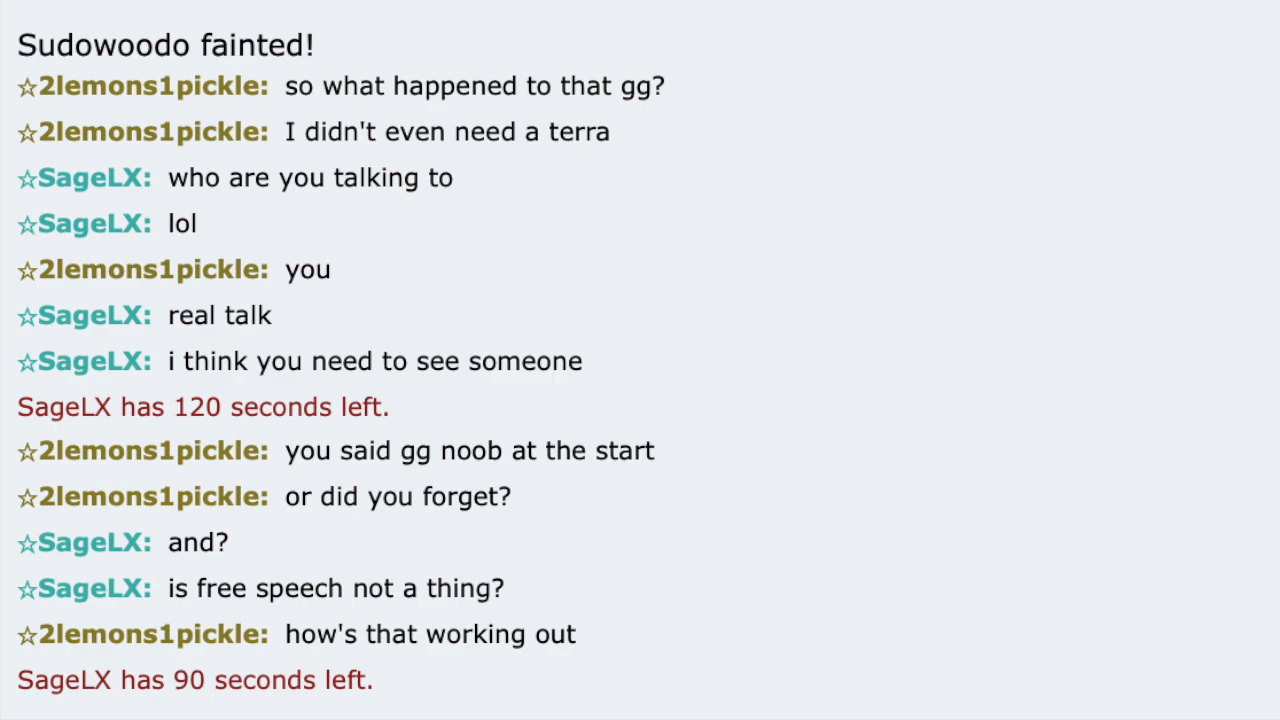 Sudowoodo fainted!
☆2lemons1pickle: so what happened to that gg?
☆2lemons1pickle: I didn't even need a terra
☆SageLX: who are you talking to
☆SageLX: lol
☆2lemons1pickle: you
☆SageLX: real talk
☆SageLX: i think you need to see someone
SageLX has 120 seconds left.
☆2lemons1pickle: you said gg noob at the start
☆2lemons1pickle: or did you forget?
☆SageLX: and?
☆SageLX: is free speech not a thing?
☆2lemons1pickle: how's that working out
SageLX has 90 seconds left.